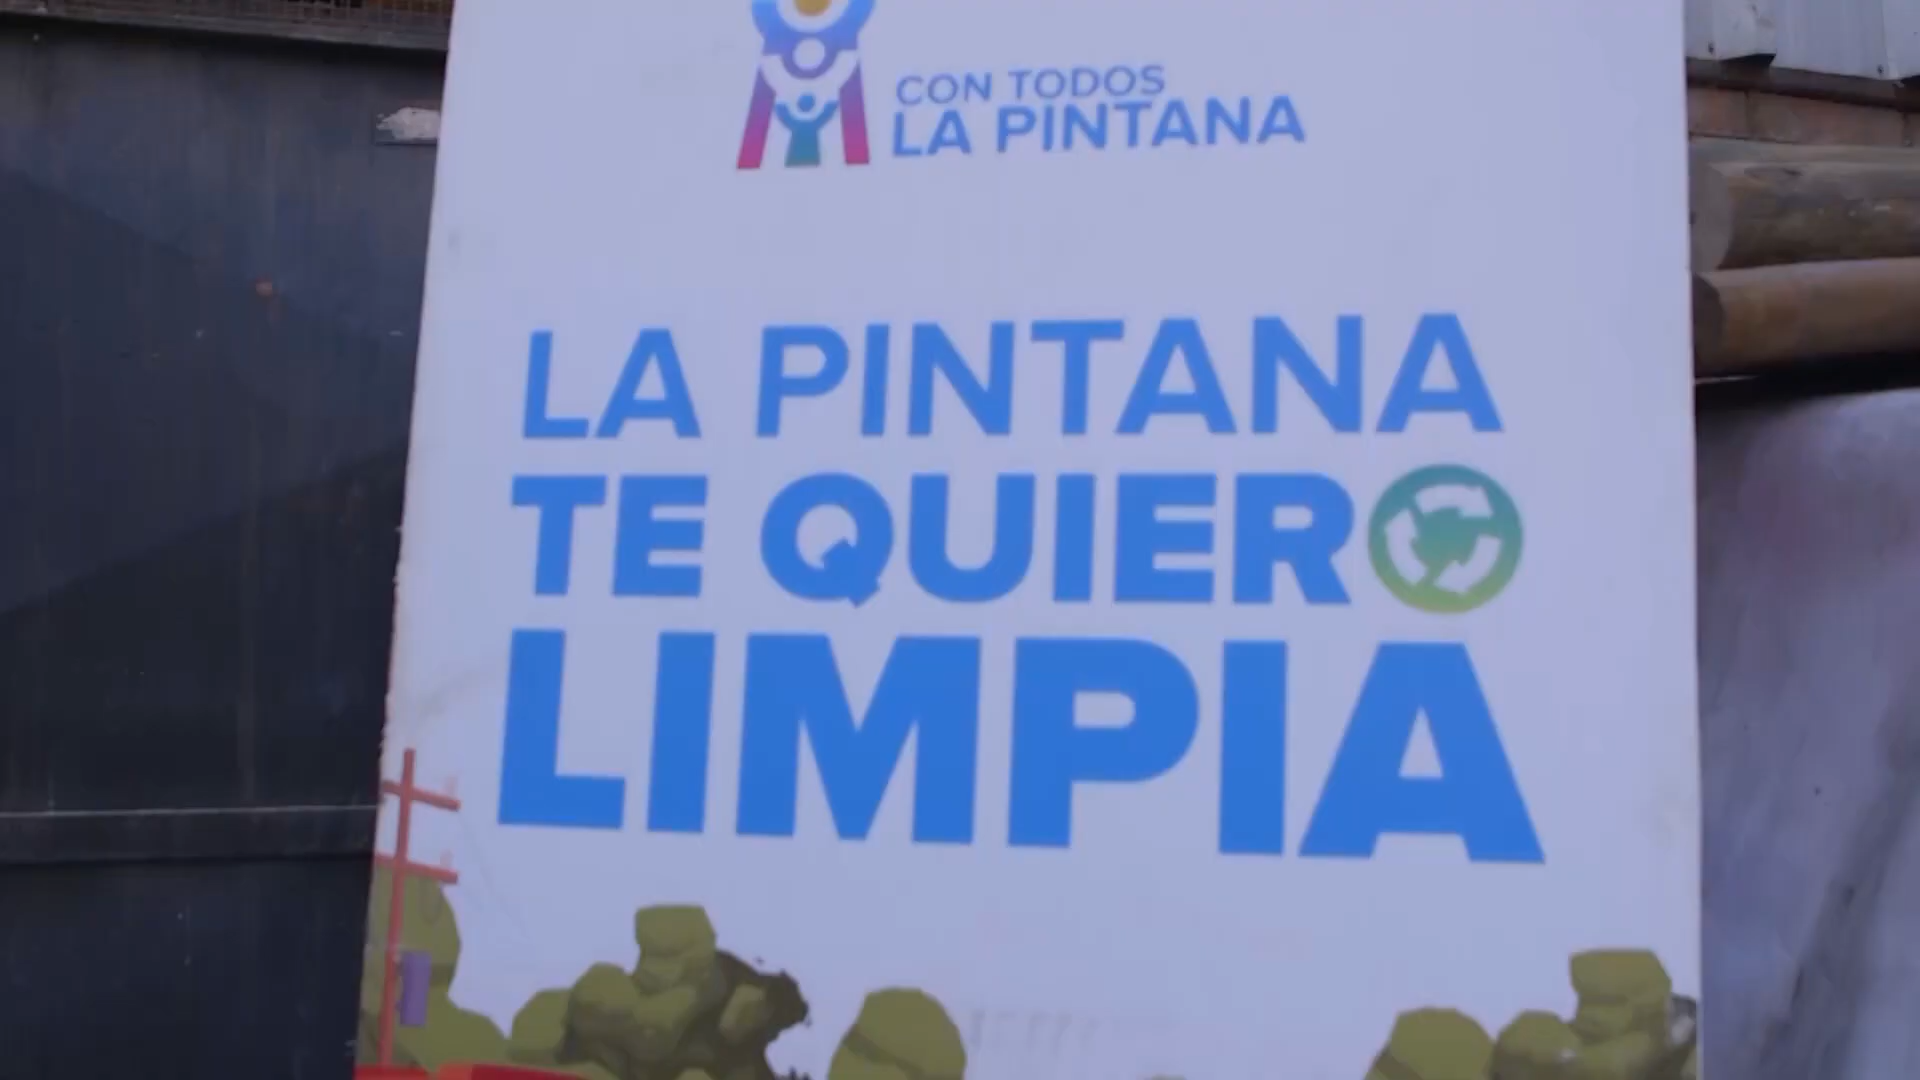 CON TODOS
LA PINTANA
LA PINTANA
TE QUIERO
LIMPIA